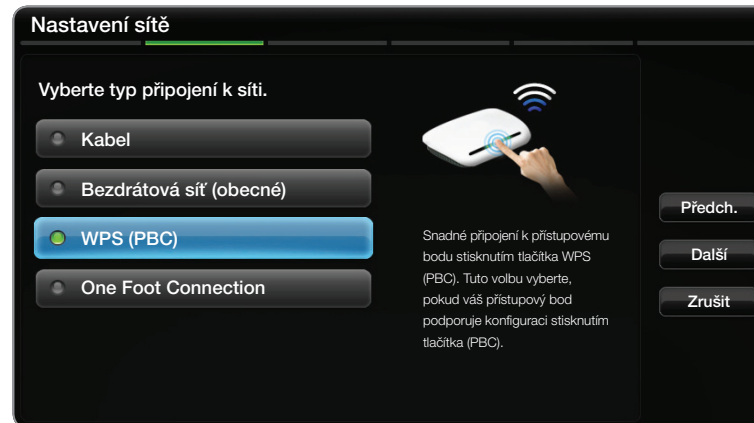 Nastavení sítě
Vyberte typ připojení k síti.
Kabel
Bezdrátová síť (obecné)
WPS (PBC)
One Foot Connection
Snadné připojení k přístupovému
bodu stisknutím tlačítka WPS
(PBC). Tuto volbu vyberte,
pokud váš přístupový bod
podporuje konfiguraci stisknutím
tlačítka (PBC).
Předch.
Další
Zrušit